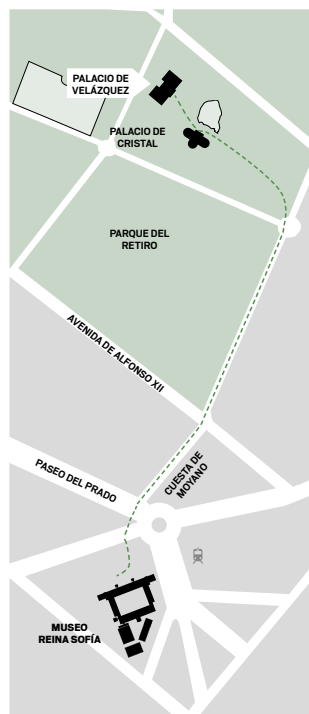 PALACIO DE
VELÁZQUEZ
PALACIO DE
CRISTAL
PARQUE DEL
RETIRO
AVENIDA DE ALFONSO XII
CUESTA DE
MOYANO
PASEO DEL PRADO
MUSEO
REINA SOFÍA